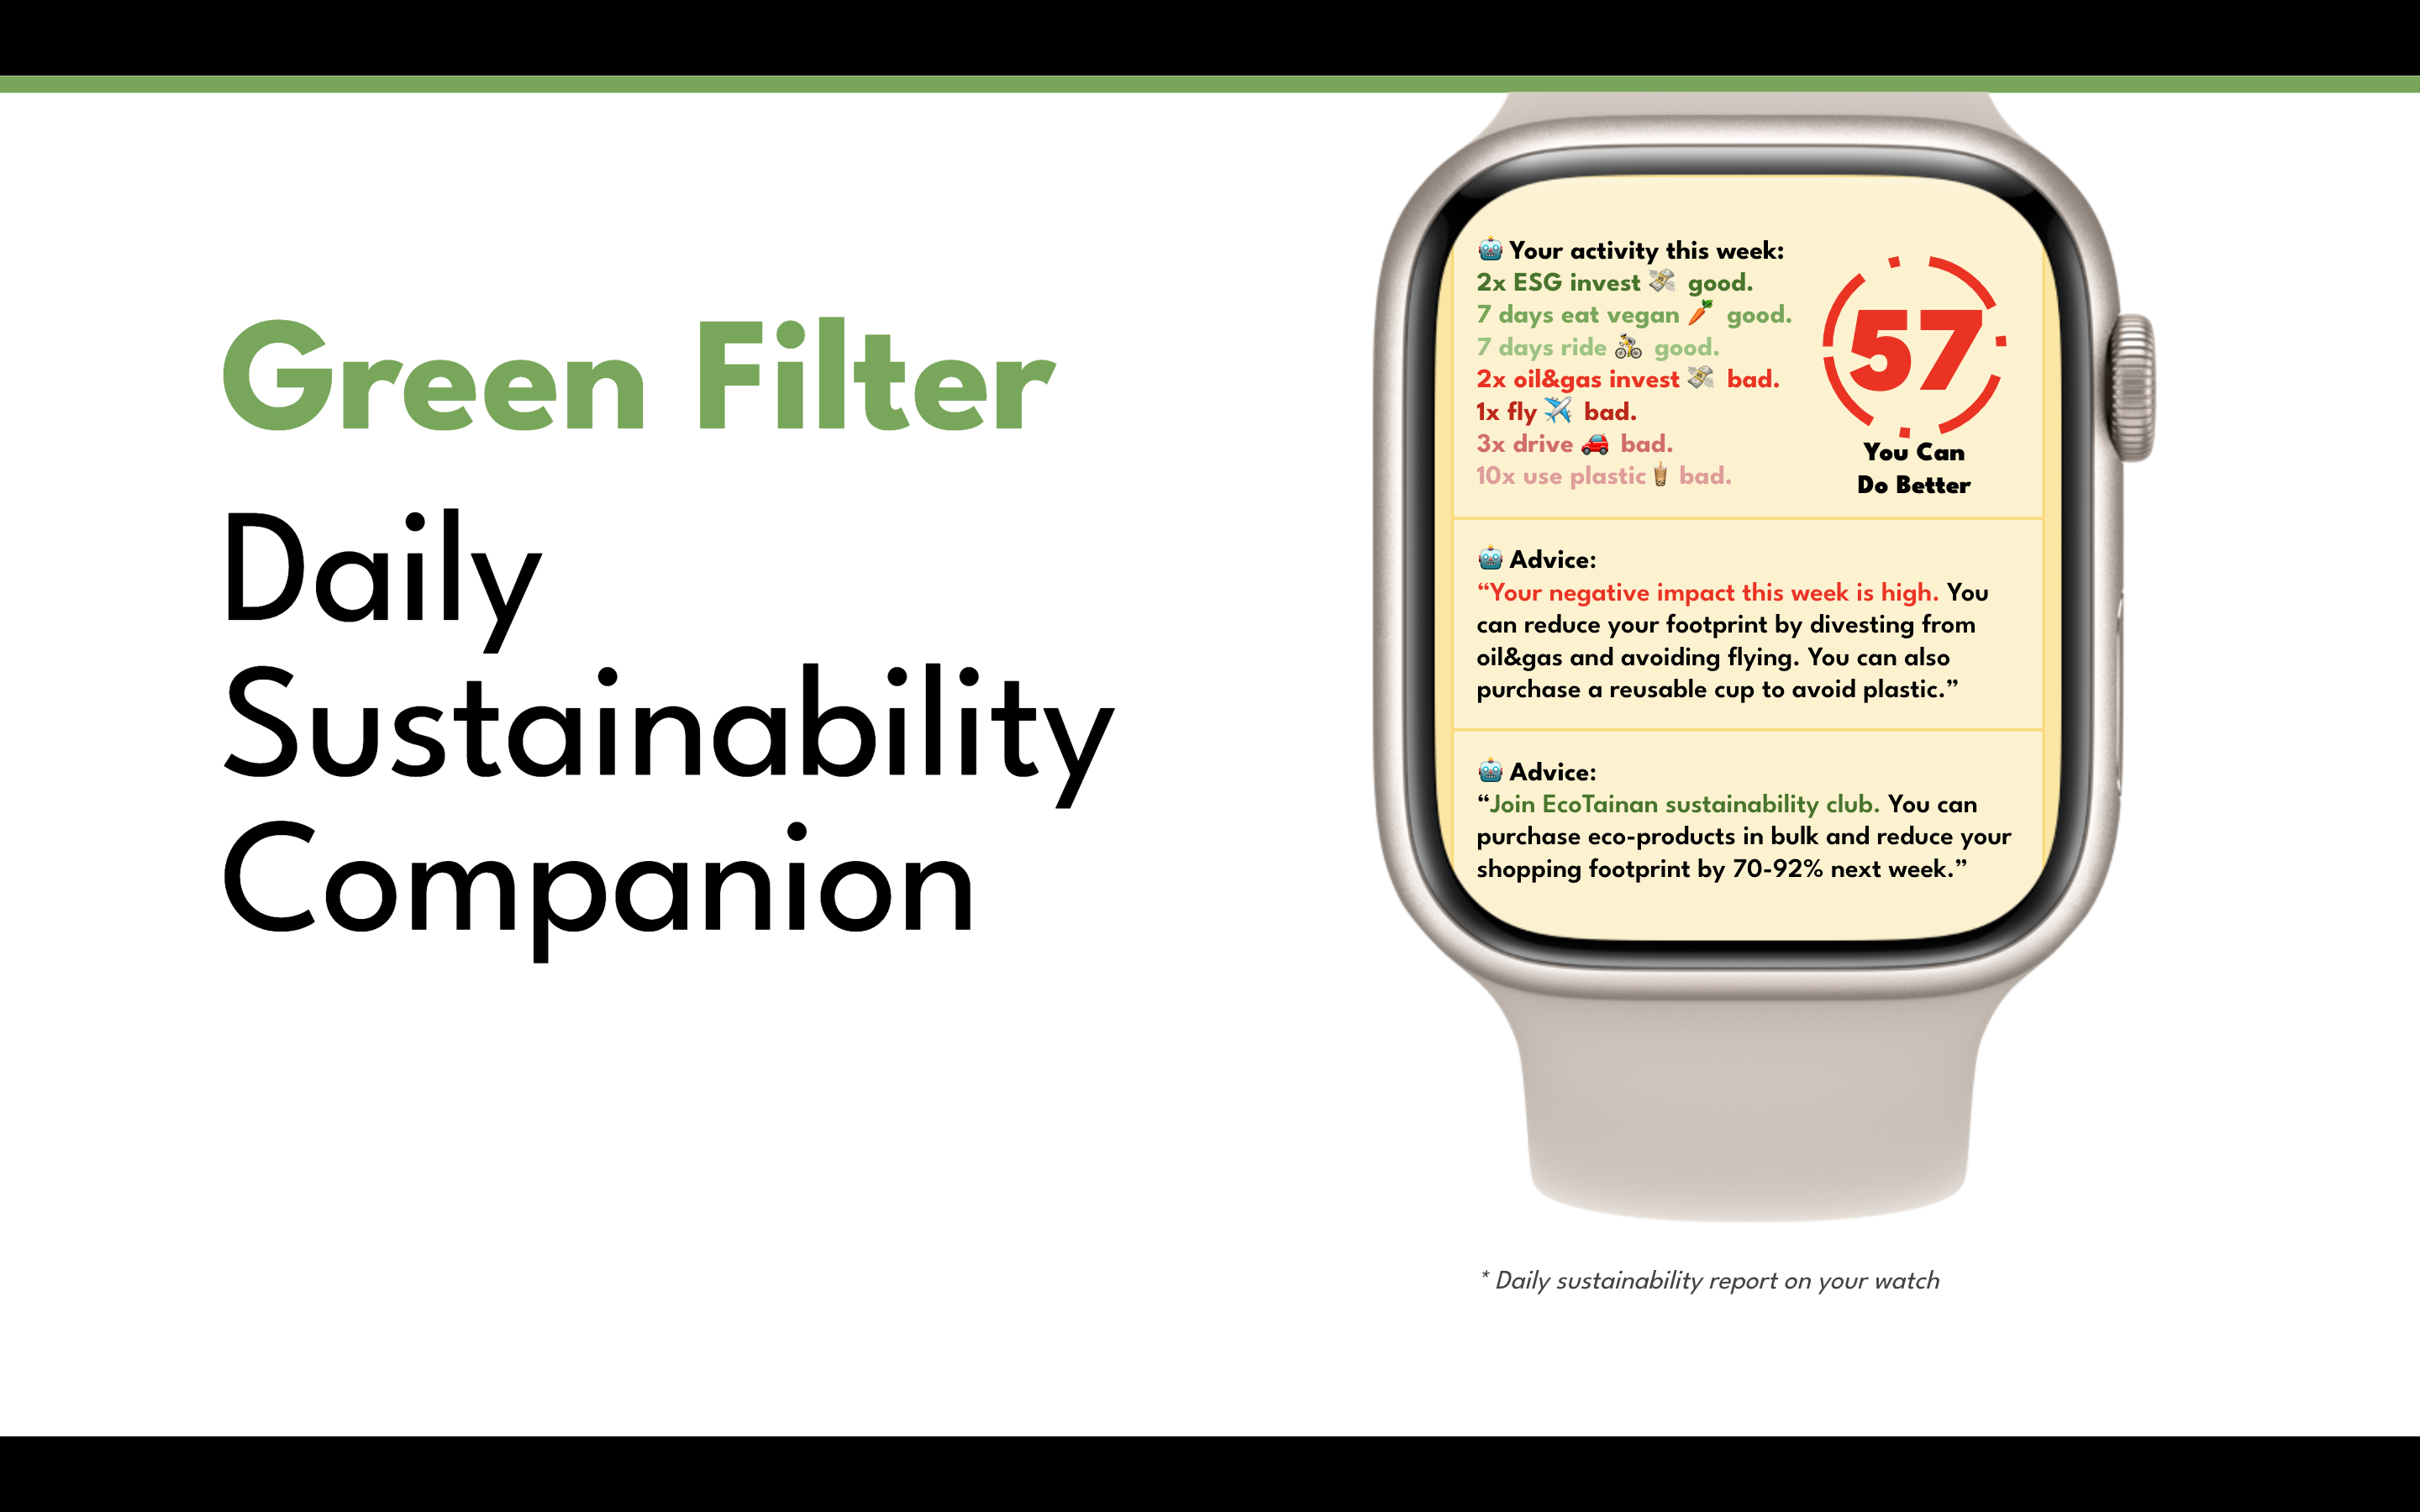 Green Filter
Daily
Sustainability
Companion
🤖 Your activity this week:
2x ESG invest 💸 good.
7 days eat vegan 🥕 good.
7 days ride 🚴 good.
2x oil&gas invest 💸 bad.
1x fly ✈️ bad.
3x drive 🚗 bad.
10x use plastic 🧋 bad.
57
You Can
Do Better
🤖 Advice:
“Your negative impact this week is high. You
can reduce your footprint by divesting from
oil&gas and avoiding flying. You can also
purchase a reusable cup to avoid plastic.”
🤖 Advice:
“Join EcoTainan sustainability club. You can
purchase eco-products in bulk and reduce your
shopping footprint by 70-92% next week.”
* Daily sustainability report on your watch